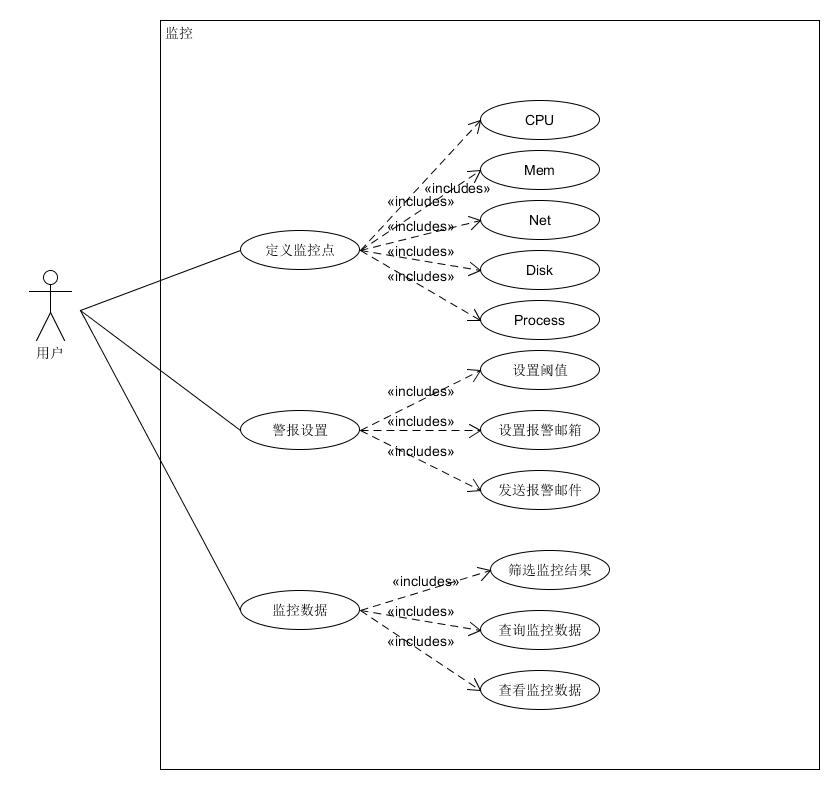 监控
CPU
Mem
«includes»
«includes»
Net
«includes»
定义监控点
«includes»
Disk
«includes»
Process
用户
设置阈值
«includes»
警报设置
«includes»
设置报警邮箱
«includes»
发送报警邮件
筛选监控结果
«includes»
监控数据
«includes»
查询监控数据
«includes»
查看监控数据